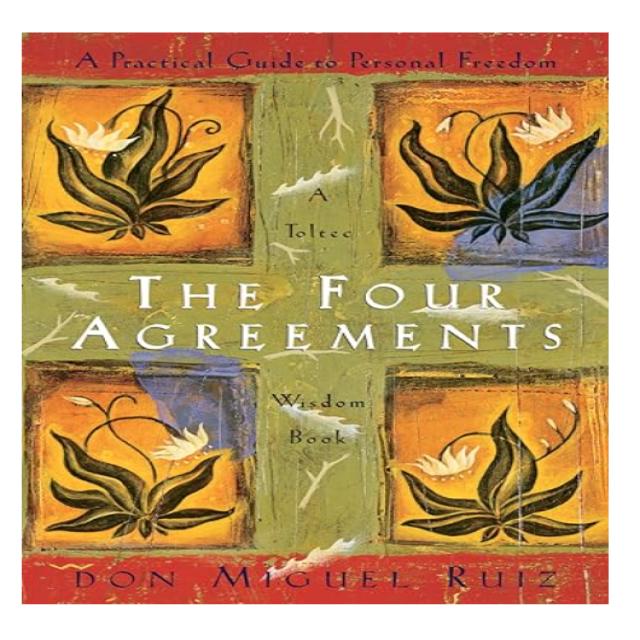 A Practical Guide to Personal Freedom
A
Toltec
THE FOUR
AGREEMENTS
Wisdom
Book
DON MIGUEL RUIZ